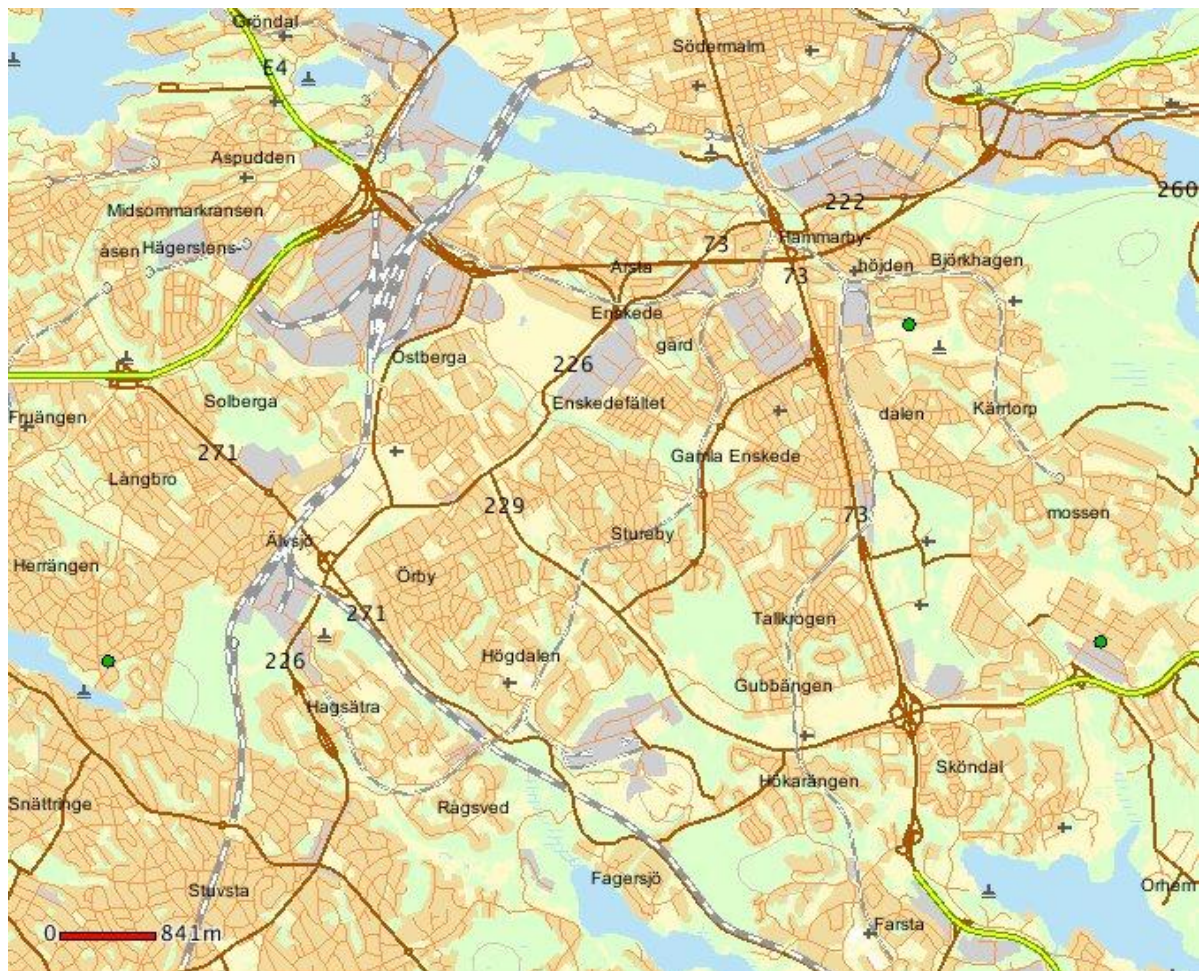 Gröndal
Södermalm
E4
Aspudden
260
Midsommarkransen
222
åsen Hägerstens-
73
Hammarby-
Årsta
73
höjden
Björkhagen
Enskede
gård
Östberga
226
Solberga
Enskedefältet
dalen
Kärrtorp
Fruängen
271
Långbro
Gamla Enskede
229
73
mossen
Älvsjö
Stureby
Herrängen
Örby
271
Tallkrogen
226
Högdalen
Gubbängen
Hagsätra
Sköndal
Hökarängen
Snättringe
Rågsved
Stuvsta
Fagersjö
Orhem
Farsta
0 841m